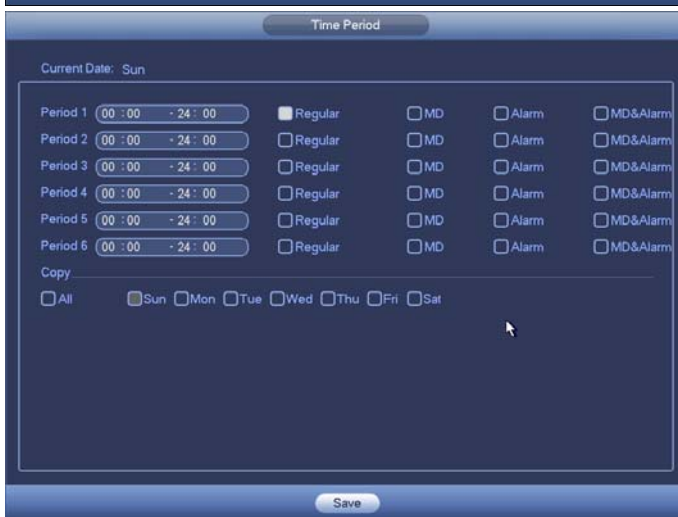 Time Period
Current Date: Sun
Period 1 00 :00 - 24 : 00 Regular MD Alarm MD&Alarm
Period 2 00 :00 - 24 : 00 Regular MD Alarm MD&Alarm
Period 3 00 :00 - 24 : 00 Regular MD Alarm MD&Alarm
Period 4 00 :00 - 24 : 00 Regular MD Alarm MD&Alarm
Period 5 00 :00 - 24 : 00 Regular MD Alarm MD&Alarm
Period 6 00 :00 - 24 : 00 Regular MD Alarm MD&Alarm
Copy
All Sun Mon Tue Wed Thu Fri Sat
Save